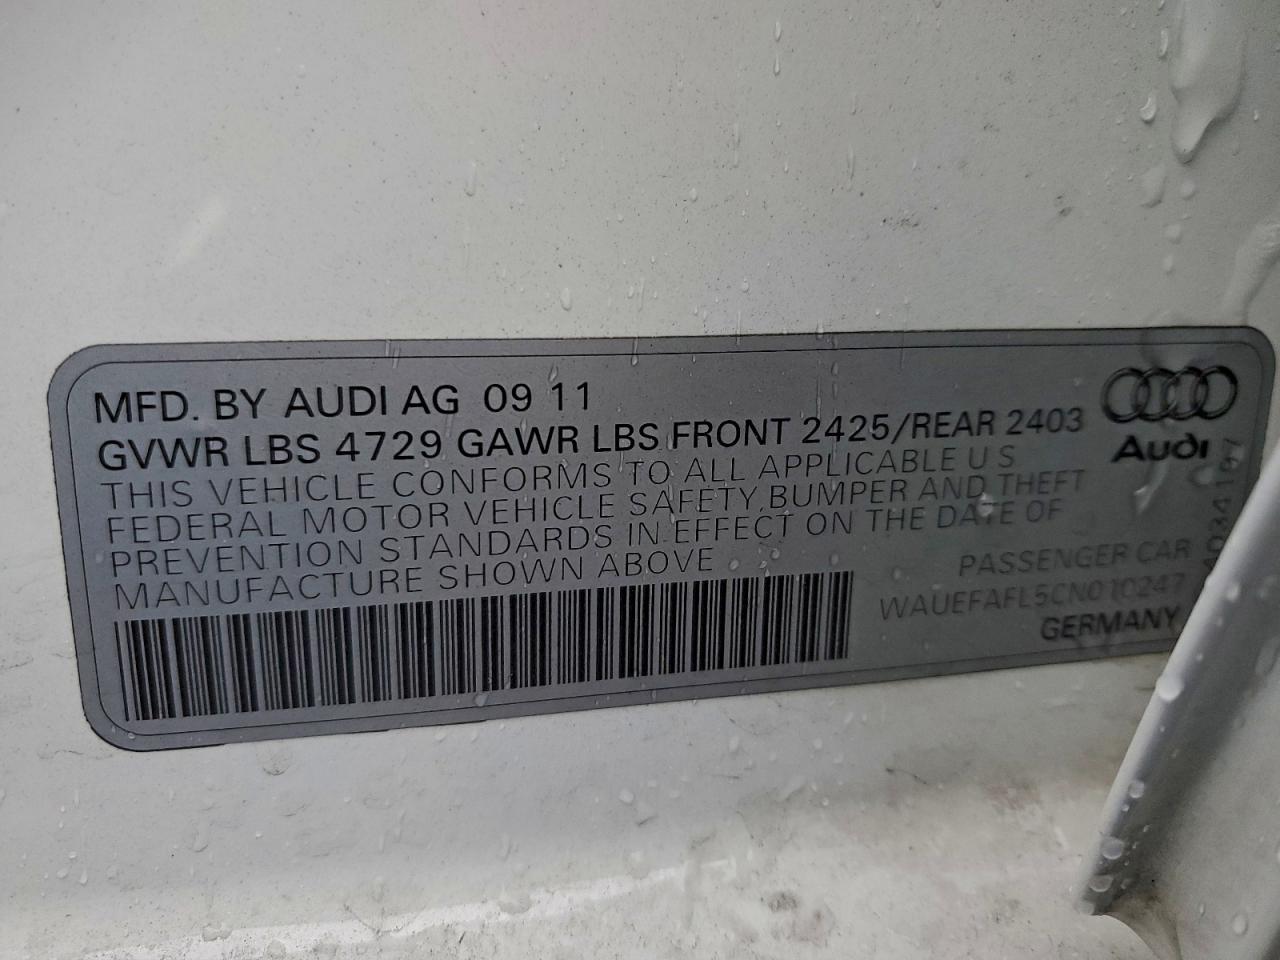 MFD. BY AUDI AG 09 11
GVWR LBS 4729 GAWR LBS FRONT 2425/REAR 2403
THIS VEHICLE CONFORMS TO ALL APPLICABLE U S
FEDERAL MOTOR VEHICLE SAFETY, BUMPER AND THEFT
PREVENTION STANDARDS IN EFFECT ON THE DATE OF
MANUFACTURE SHOWN ABOVE
Audi
PASSENGER CAR
WAUEFAFL5CN010247
GERMANY